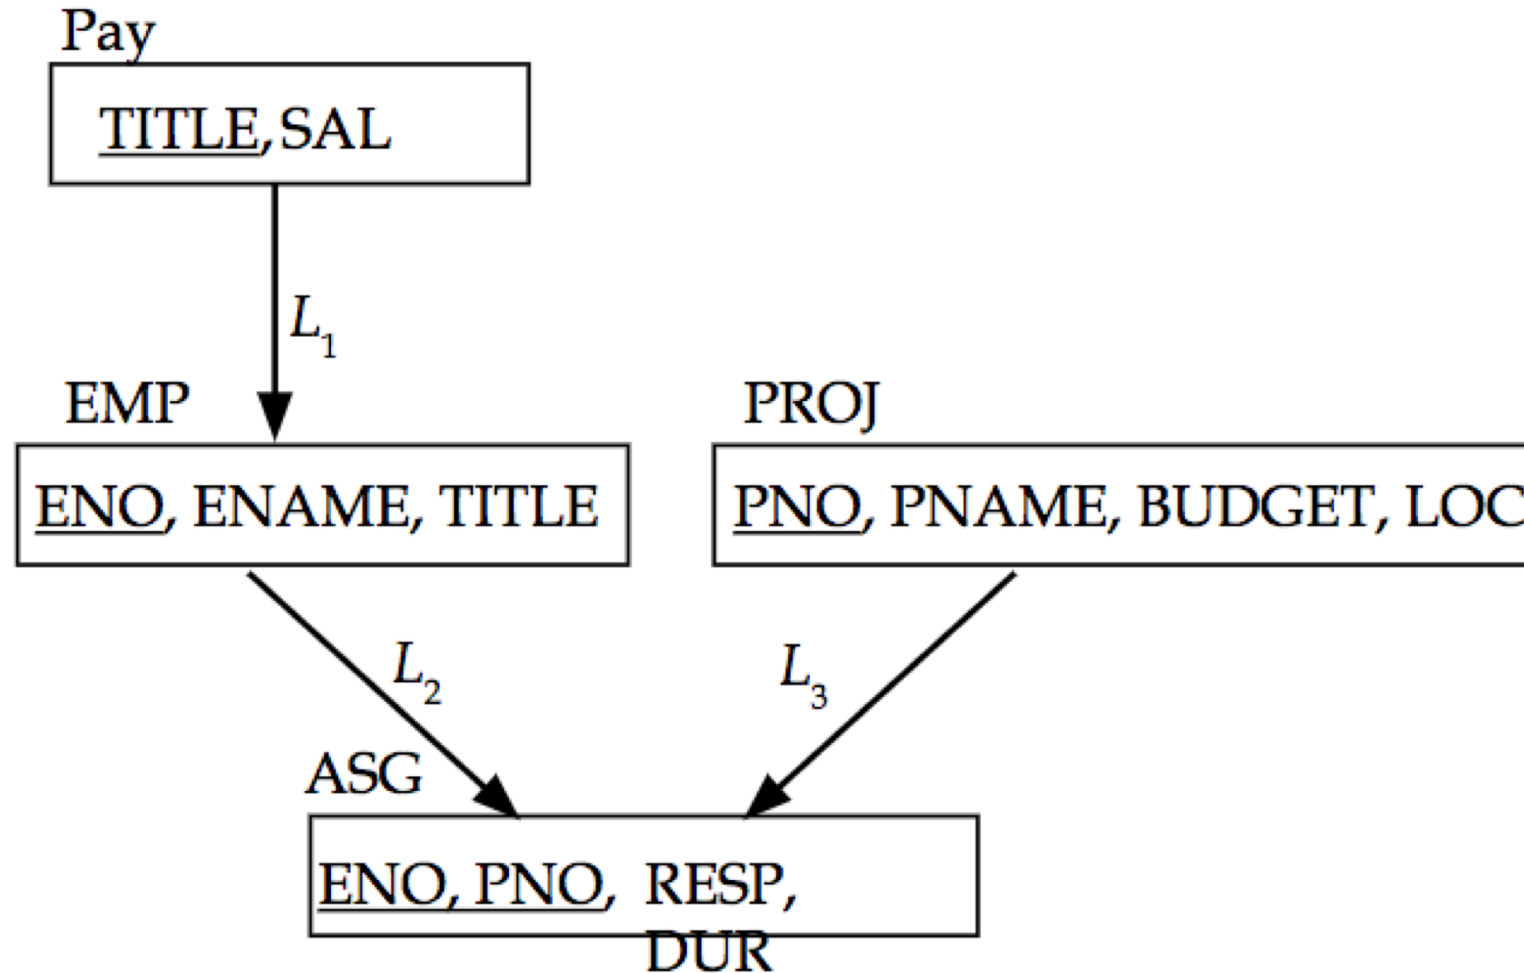 Pay
TITLE, SAL
L1
EMP
PROJ
ENO, ENAME, TITLE
PNO, PNAME, BUDGET, LOC
L2
L3
ASG
ENO, PNO, RESP,
DUR